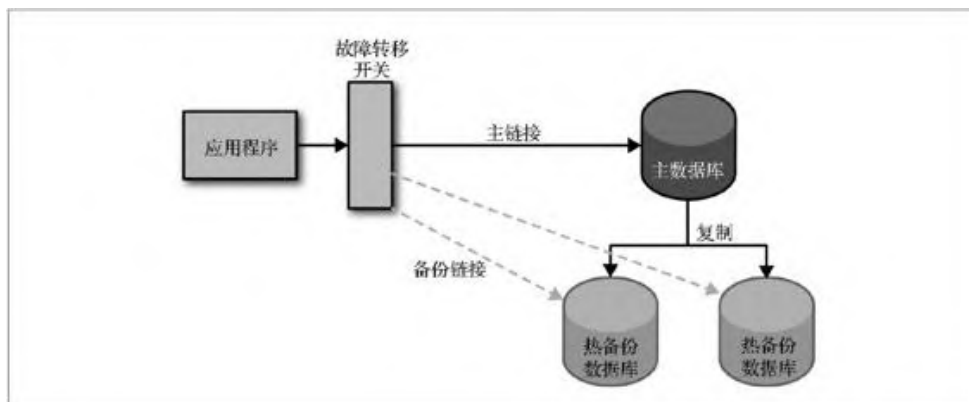 故障转移
开关
应用程序
主链接
主数据库
复制
备份链接
热备份
数据库
热备份
数据库